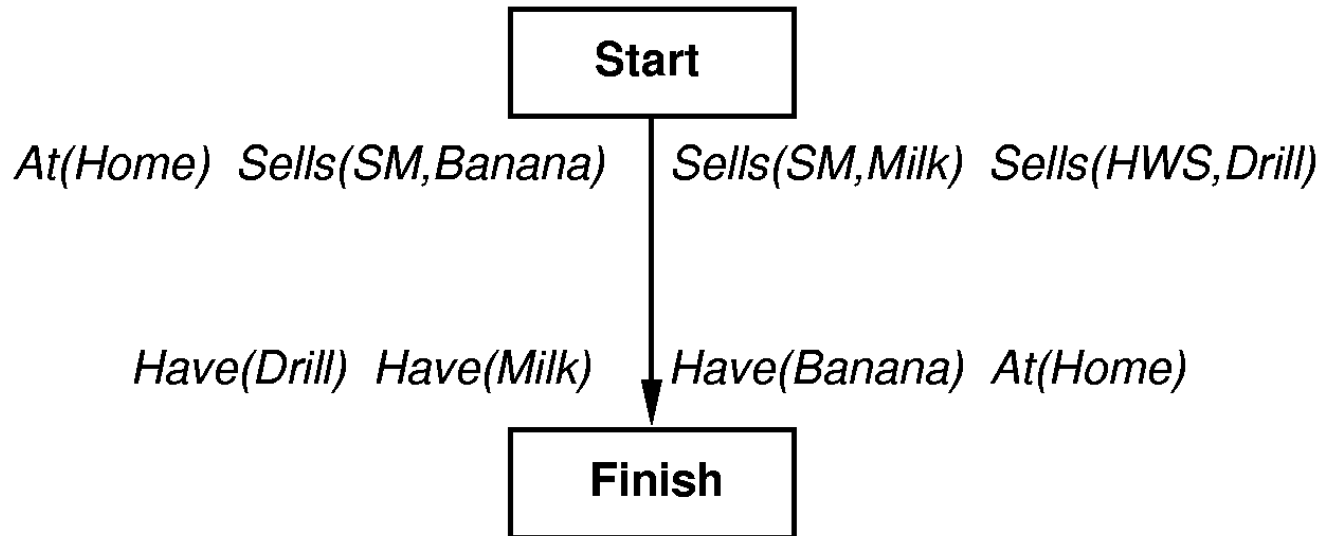 Start
At(Home) Sells(SM,Banana) Sells(SM,Milk) Sells(HWS,Drill)
Have(Drill) Have(Milk) Have(Banana) At(Home)
Finish